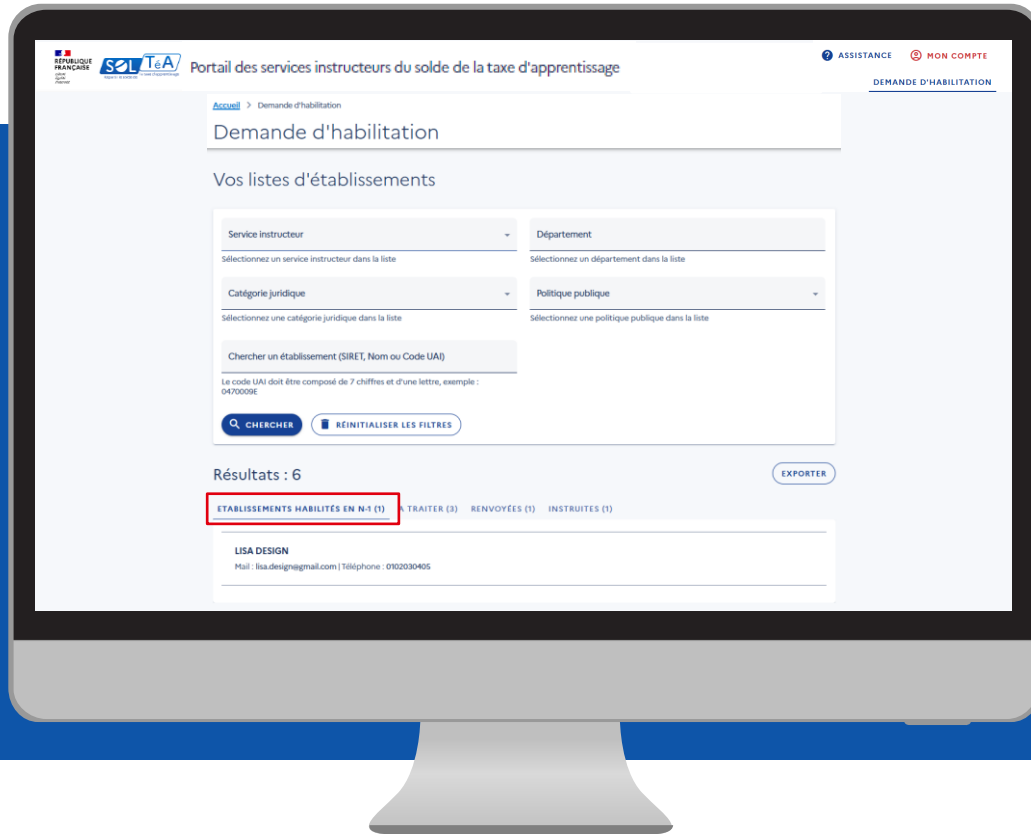 RÉPUBLIQUE
FRANÇAISE
Liberté
Égalité
Fraternité
SOLTéA
Portail des services instructeurs du solde de la taxe d'apprentissage
ASSISTANCE
MON COMPTE
DEMANDE D'HABILITATION
Accueil > Demande d'habilitation
Demande d'habilitation
Vos listes d'établissements
Service instructeur
Département
Sélectionnez un service instructeur dans la liste
Sélectionnez un département dans la liste
Catégorie juridique
Politique publique
Sélectionnez une catégorie juridique dans la liste
Sélectionnez une politique publique dans la liste
Chercher un établissement (SIRET, Nom ou Code UAI)
Le code UAI doit être composé de 7 chiffres et d'une lettre, exemple :
0470009E
CHERCHER
RÉINITIALISER LES FILTRES
Résultats : 6
EXPORTER
ETABLISSEMENTS HABILITÉS EN N-1 (1) TRAITER (3) RENVOYÉES (1) INSTRUITES (1)
LISA DESIGN
Mail : lisa.design@gmail.com | Téléphone : 0102030405